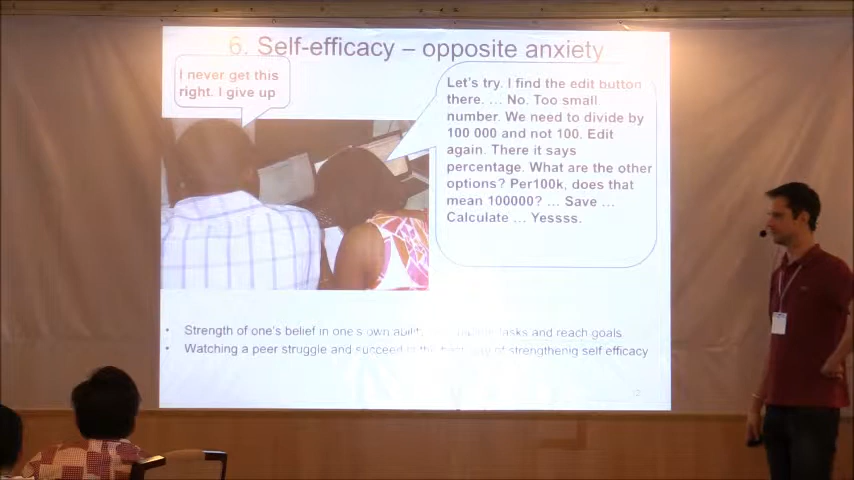 6. Self-efficacy – opposite anxiety
I never get this
right. I give up
Let's try. I find the edit button
there. ... No. Too small
number. We need to divide by
100 000 and not 100. Edit
again. There it says
percentage. What are the other
options? Per100k, does that
mean 100000? ... Save ...
Calculate ... Yessss.
• Strength of one's belief in one's own tasks and reach goals
• Watching a peer struggle and succeed is the of strengthenig self efficacy
12